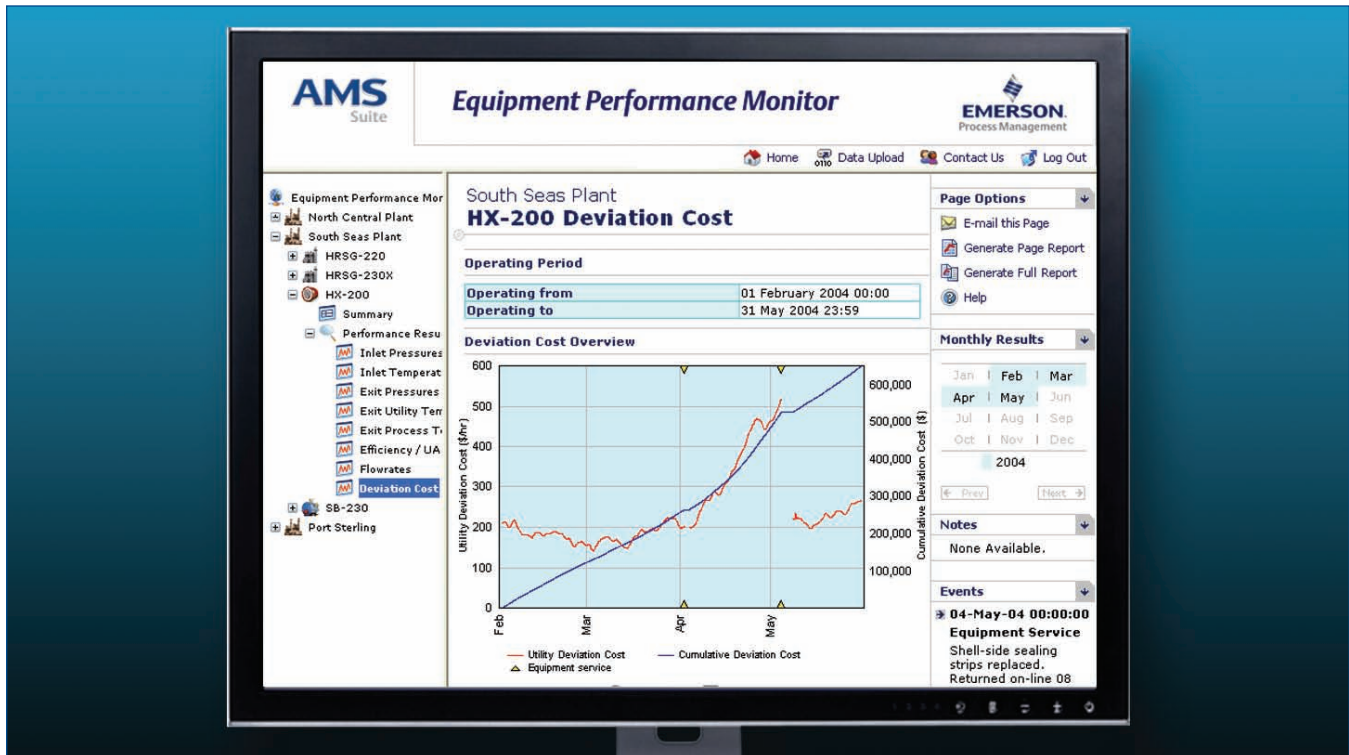 AMS
Suite
Equipment Performance Monitor
EMERSON.
Process Management
Home
Data Upload
Contact Us
Log Out
Equipment Performance Mor
North Central Plant
South Seas Plant
HRSG-220
HRSG-230X
HX-200
Summary
Performance Resu
Inlet Pressures
Inlet Temperat
Exit Pressures
Exit Utility Tem
Exit Process Te
Efficiency / UA
Flowrates
Deviation Cost
SB-230
Port Sterling
South Seas Plant
HX-200 Deviation Cost
Operating Period
Operating from 01 February 2004 00:00
Operating to 31 May 2004 23:59
Deviation Cost Overview
Utility Deviation Cost ($/hr)
600
500
400
300
200
100
0
Feb
Mar
Apr
May
600,000
500,000
400,000
300,000
200,000
100,000
Cumulative Deviation Cost ($)
Utility Deviation Cost
Cumulative Deviation Cost
Equipment service
Page Options
E-mail this Page
Generate Page Report
Generate Full Report
Help
Monthly Results
Jan | Feb | Mar
Apr | May | Jun
Jul | Aug | Sep
Oct | Nov | Dec
2004
Prev
Next
Notes
None Available.
Events
04-May-04 00:00:00
Equipment Service
Shell-side sealing
strips replaced.
Returned on-line 08